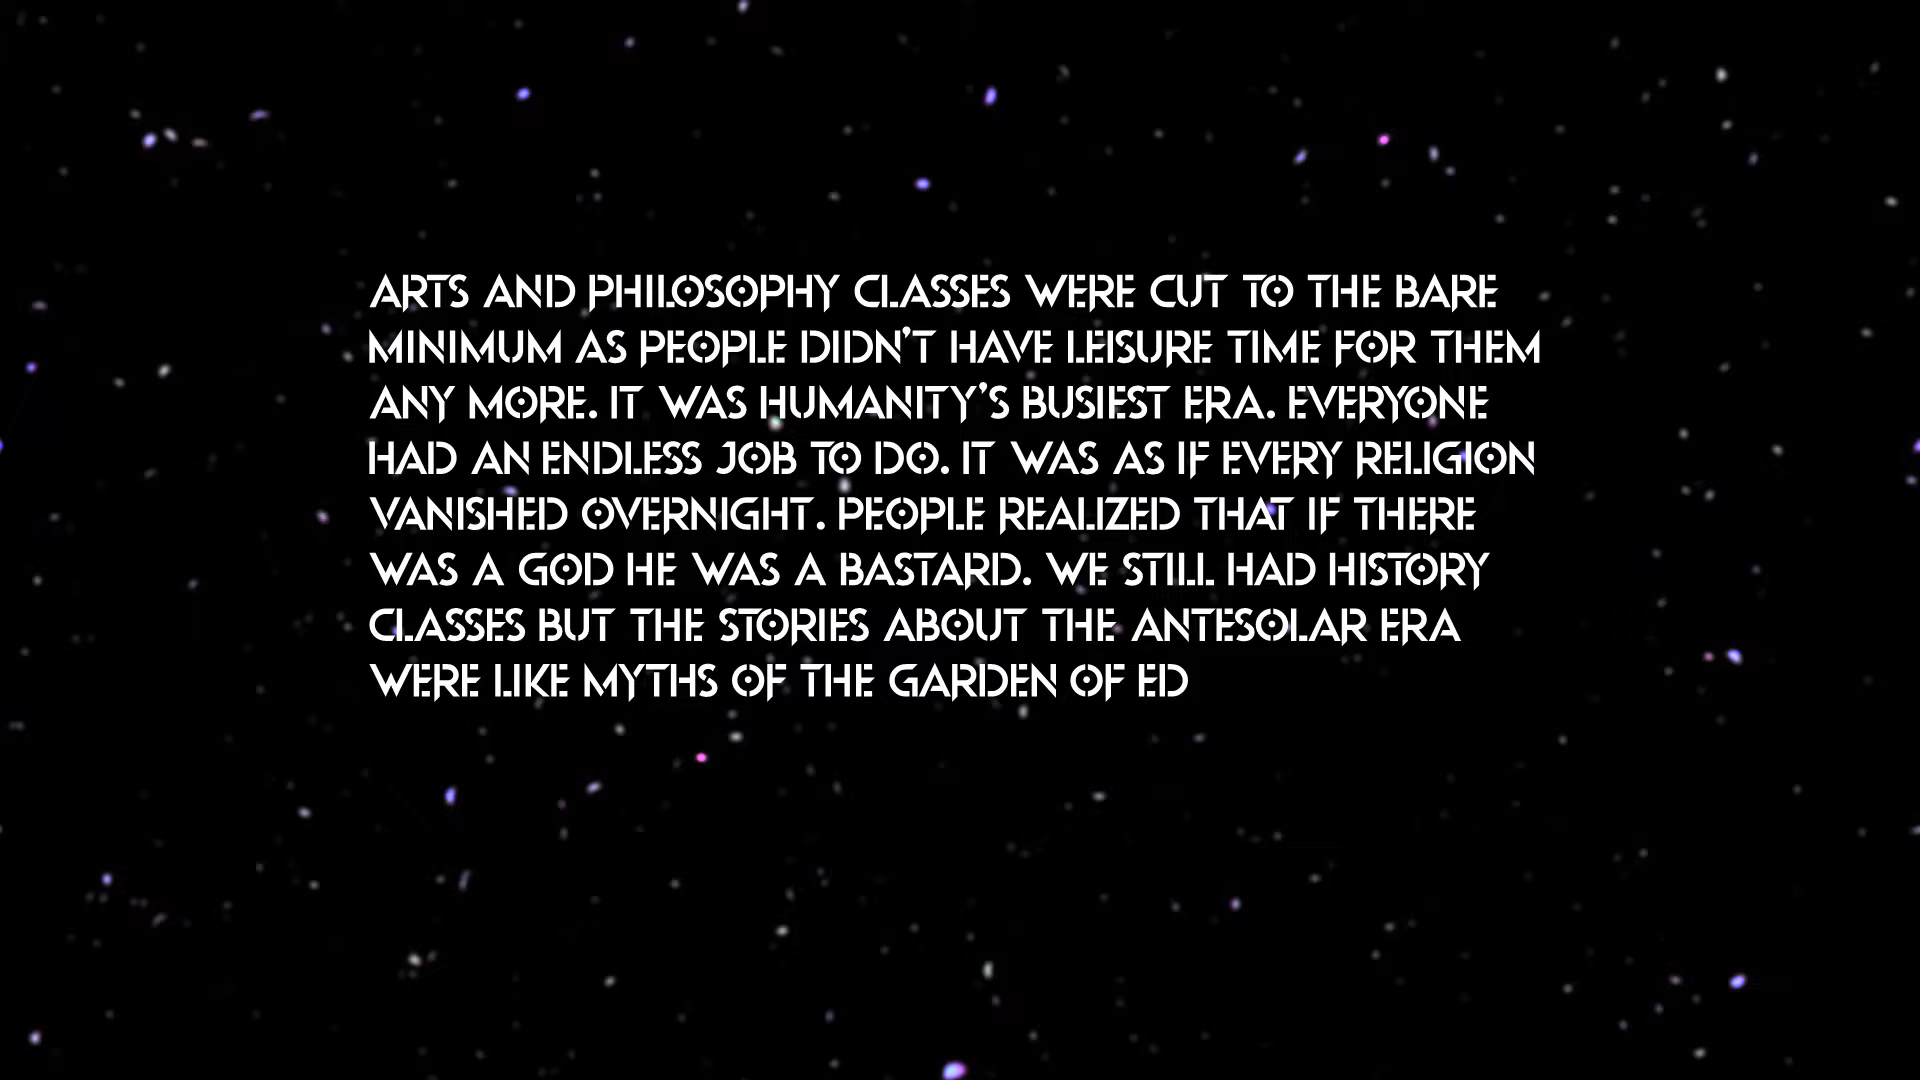 ARTS AND PHILOSOPHY CLASSES WERE CUT TO THE BARE
MINIMUM AS PEOPLE DIDN'T HAVE LEISURE TIME FOR THEM
ANY MORE. IT WAS HUMANITY'S BUSIEST ERA. EVERYONE
HAD AN ENDLESS JOB TO DO. IT WAS AS IF EVERY RELIGION
VANISHED OVERNIGHT. PEOPLE REALIZED THAT IF THERE
WAS A GOD HE WAS A BASTARD. WE STILL HAD HISTORY
CLASSES BUT THE STORIES ABOUT THE ANTESOLAR ERA
WERE LIKE MYTHS OF THE GARDEN OF ED